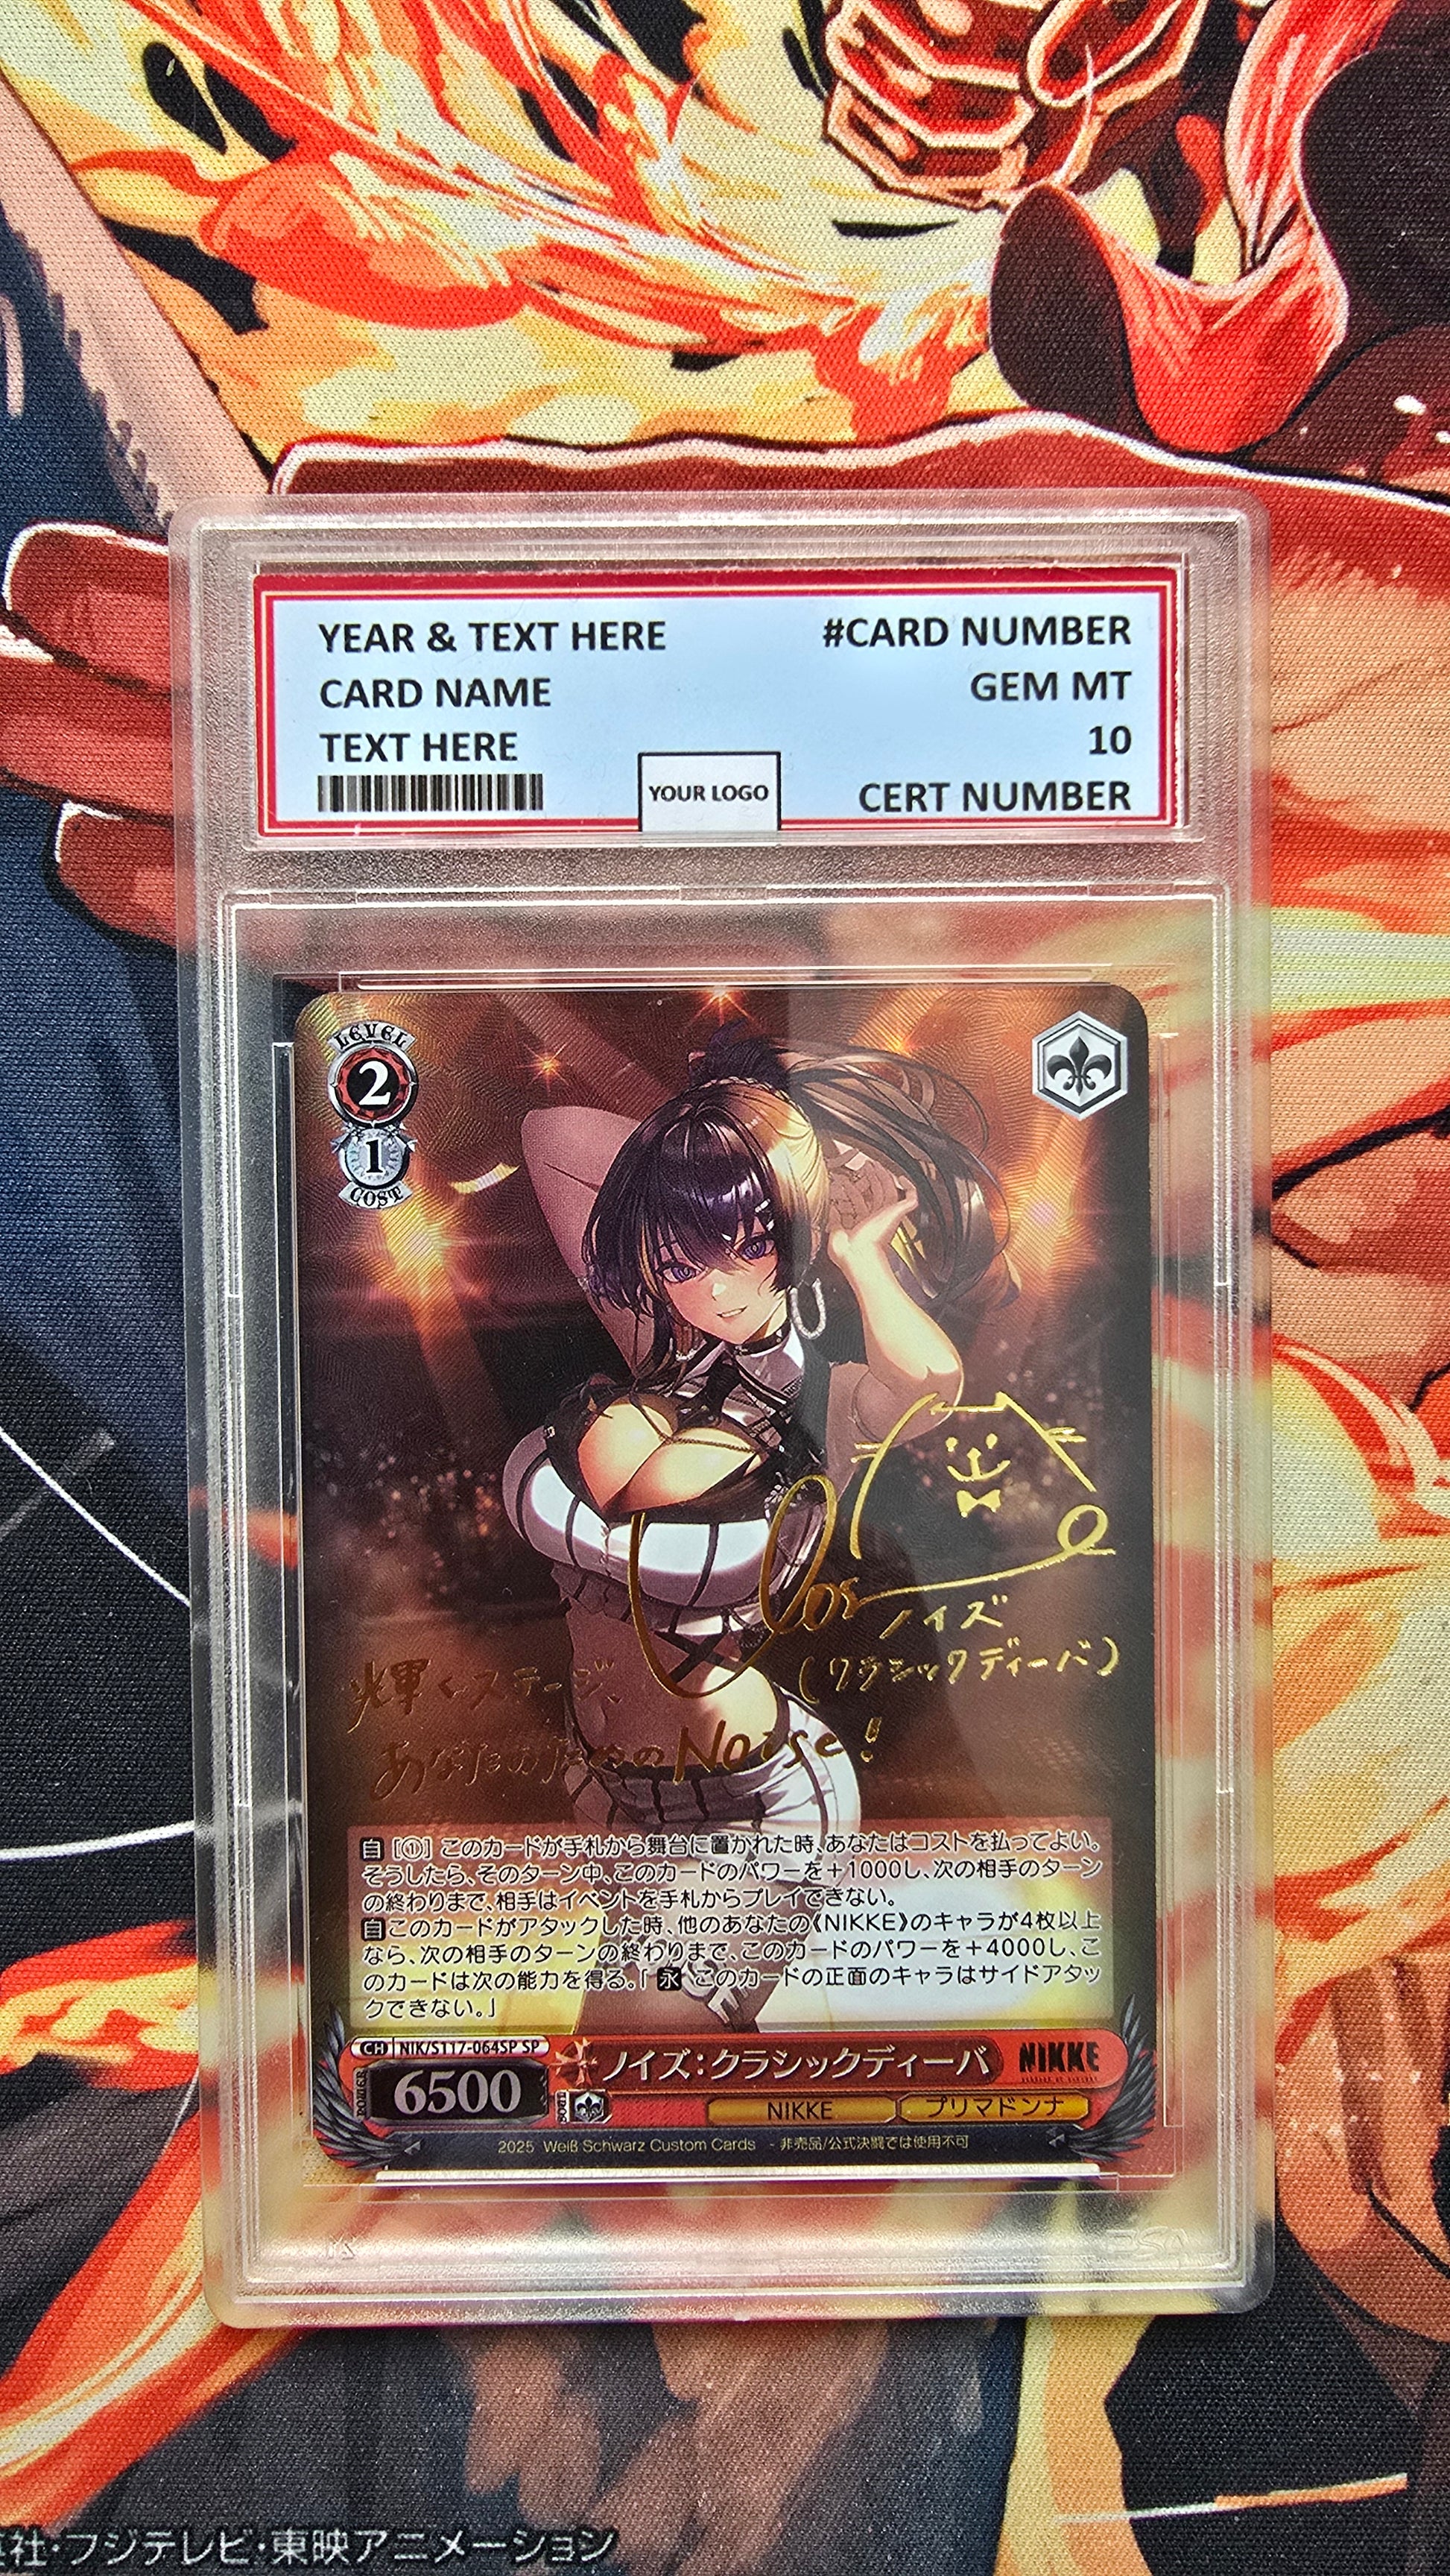 YEAR & TEXT HERE
#CARD NUMBER
CARD NAME
GEM MT
TEXT HERE
10
YOUR LOGO
CERT NUMBER
LEVEL
2
1
COST
ノイズ
(クラシックディーバ)
輝くステージ、
あなたのためのNoise!
自 [①] このカードが手札から舞台に置かれた時、あなたはコストを払ってよい。
そうしたら、そのターン中、このカードのパワーを+1000し、次の相手のターン
の終わりまで、相手はイベントを手札からプレイできない。
自 このカードがアタックした時、他のあなたの《NIKKE》のキャラが4枚以上
なら、次の相手のターンの終わりまで、このカードのパワーを+4000し、こ
のカードは次の能力を得る。「永 このカードの正面のキャラはサイドアタッ
クできない。」
CH NIK/S117-064SP SP
ノイズ:クラシックディーバ
NIKKE
POWER
6500
SOUL
NIKKE
プリマドンナ
2025 Weiß Schwarz Custom Cards - 非売品/公式決闘では使用不可
社・フジテレビ・東映アニメーション